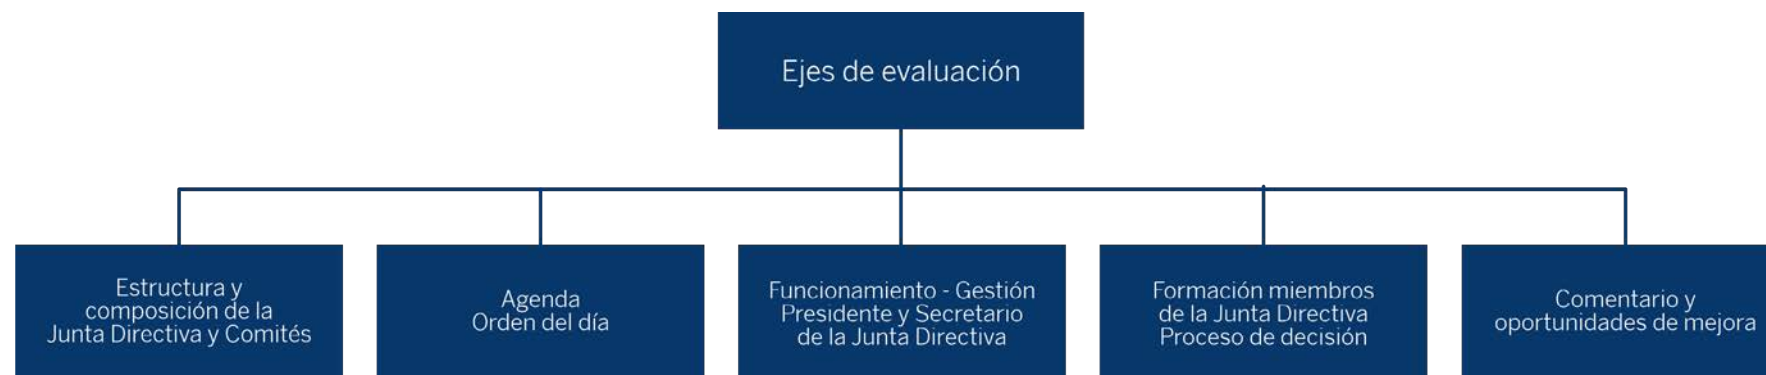 Ejes de evaluación
Estructura y
composición de la
Junta Directiva y Comités
Agenda
Orden del día
Funcionamiento - Gestión
Presidente y Secretario
de la Junta Directiva
Formación miembros
de la Junta Directiva
Proceso de decisión
Comentario y
oportunidades de mejora